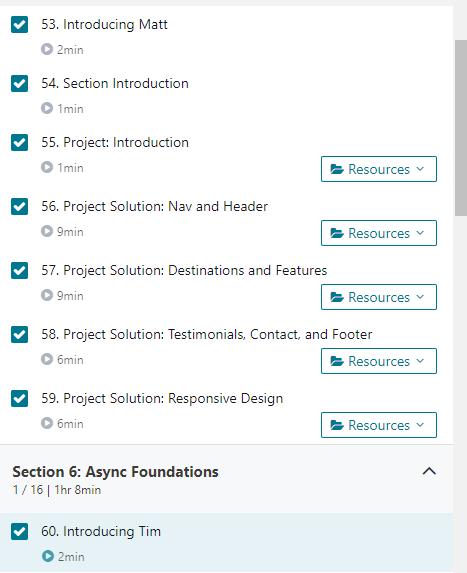 53. Introducing Matt
2min
54. Section Introduction
1min
55. Project: Introduction
1min
Resources
56. Project Solution: Nav and Header
9min
Resources
57. Project Solution: Destinations and Features
9min
Resources
58. Project Solution: Testimonials, Contact, and Footer
6min
Resources
59. Project Solution: Responsive Design
6min
Resources
Section 6: Async Foundations
1 / 16 | 1hr 8min
60. Introducing Tim
2min